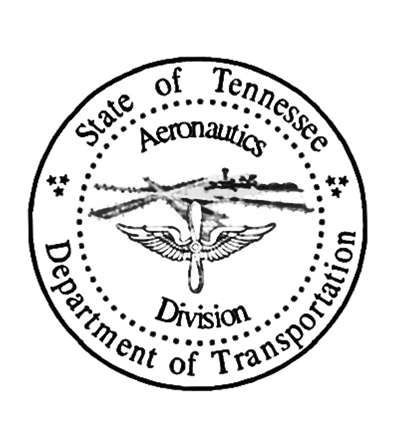 State of Tennessee
Aeronautics
Division
Department of Transportation